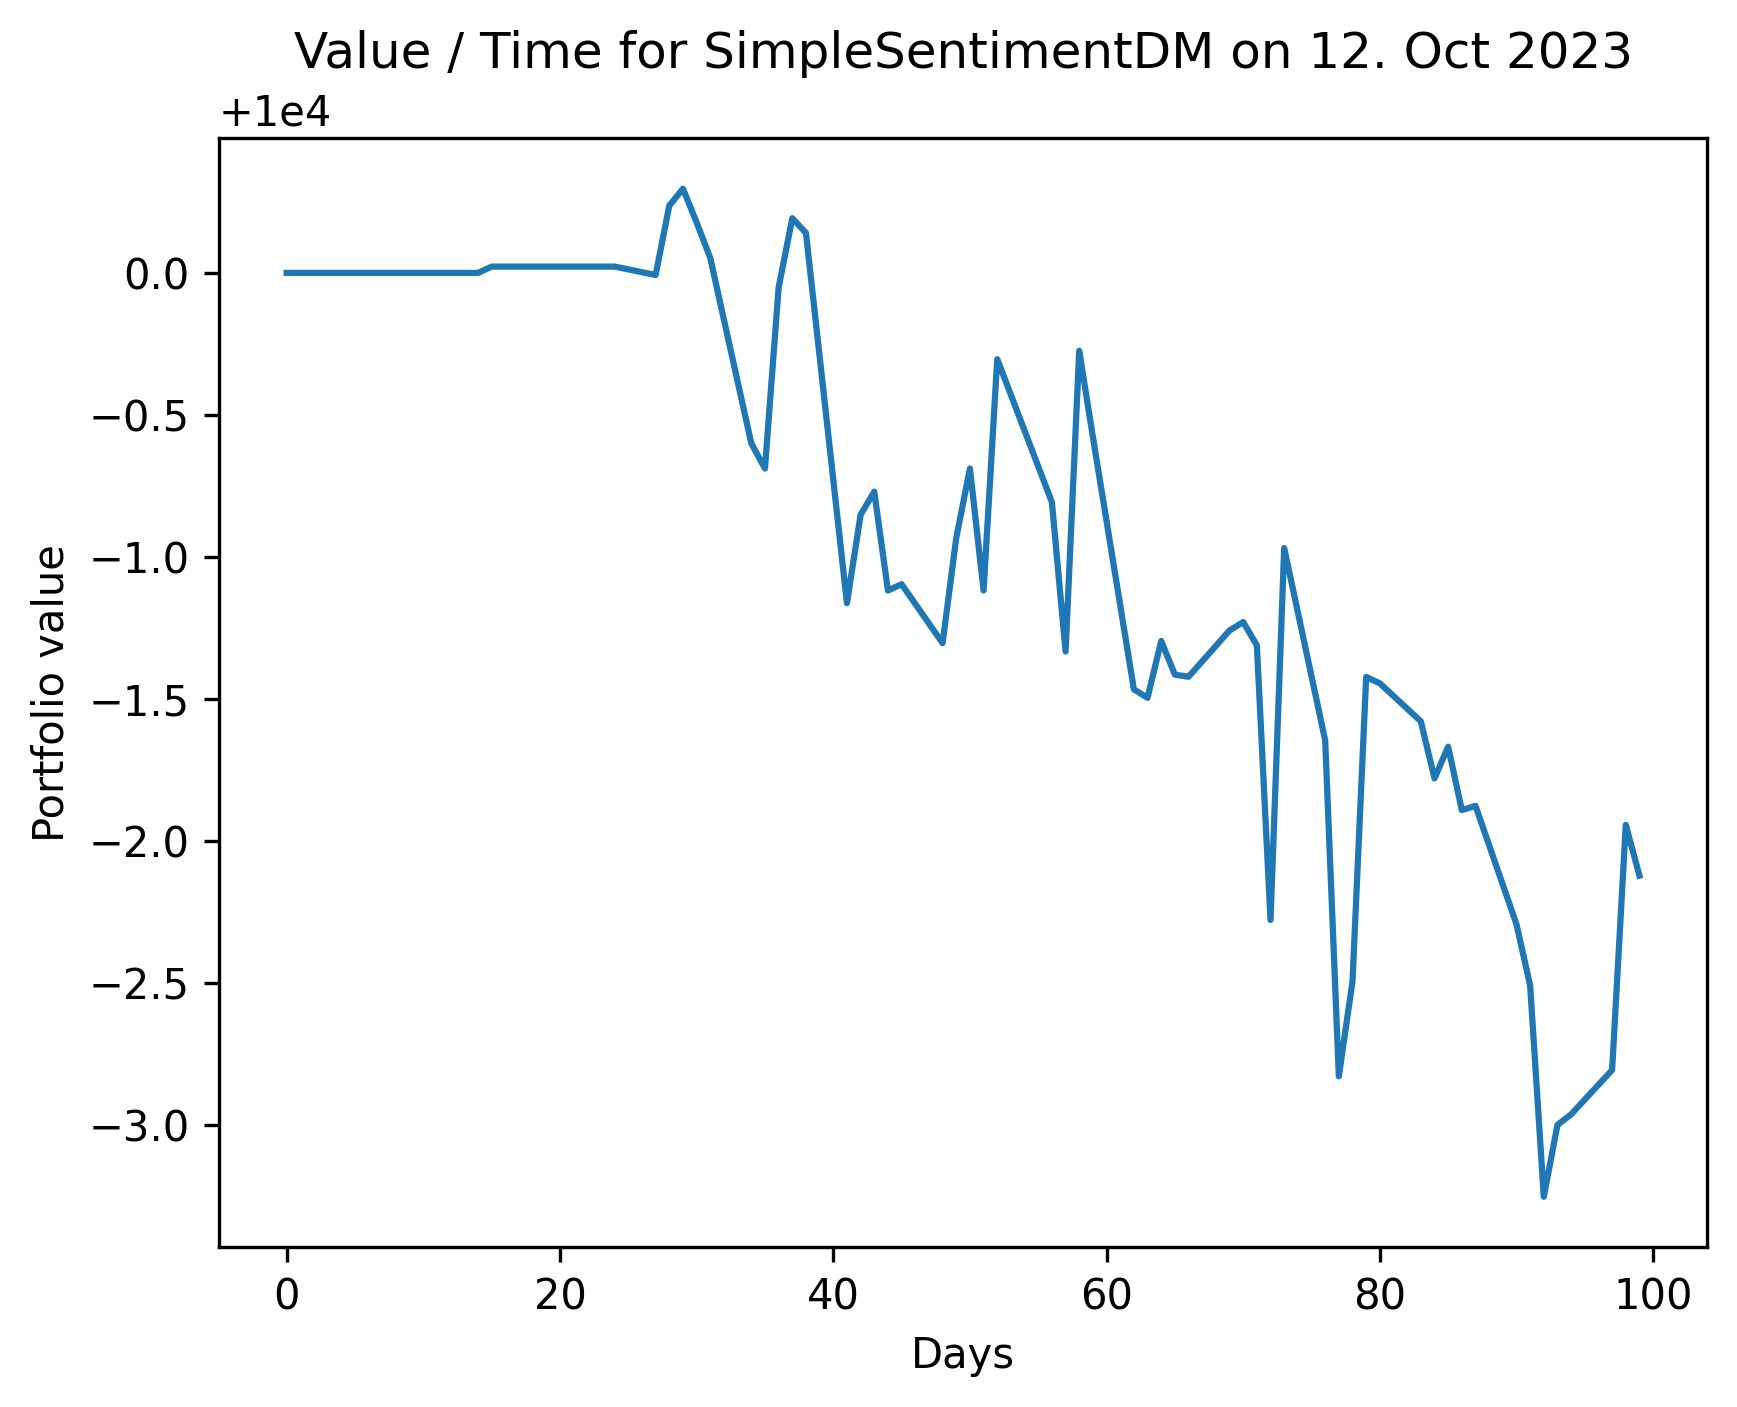 Value / Time for SimpleSentimentDM on 12. Oct 2023
+1e4
0.0
−0.5
−1.0
−1.5
−2.0
−2.5
−3.0
Portfolio value
0 20 40 60 80 100
Days